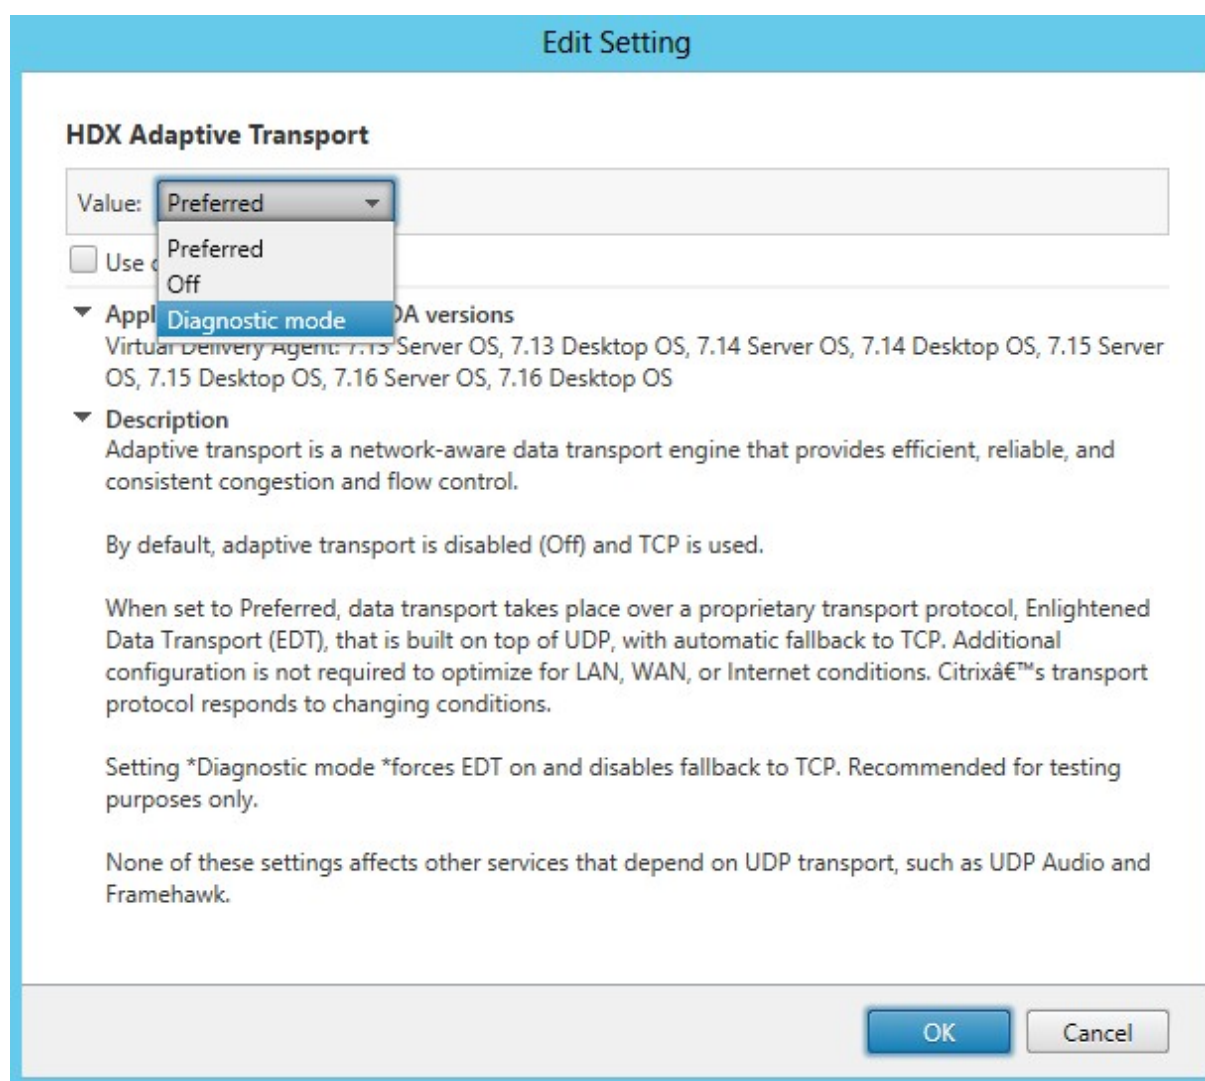 Edit Setting
HDX Adaptive Transport
Value: Preferred
Preferred
Use
Off
Diagnostic mode
DA versions
Virtual Delivery Agent: 7.13 Server OS, 7.13 Desktop OS, 7.14 Server OS, 7.14 Desktop OS, 7.15 Server
OS, 7.15 Desktop OS, 7.16 Server OS, 7.16 Desktop OS
Description
Adaptive transport is a network-aware data transport engine that provides efficient, reliable, and
consistent congestion and flow control.
By default, adaptive transport is disabled (Off) and TCP is used.
When set to Preferred, data transport takes place over a proprietary transport protocol, Enlightened
Data Transport (EDT), that is built on top of UDP, with automatic fallback to TCP. Additional
configuration is not required to optimize for LAN, WAN, or Internet conditions. Citrixâ€™s transport
protocol responds to changing conditions.
Setting *Diagnostic mode *forces EDT on and disables fallback to TCP. Recommended for testing
purposes only.
None of these settings affects other services that depend on UDP transport, such as UDP Audio and
Framehawk.
OK
Cancel